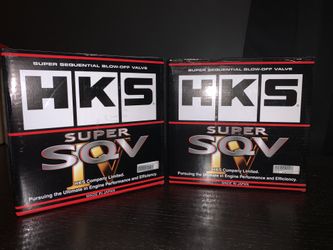 SUPER SEQUENTIAL BLOW-OFF VALVE
HKS
SUPER
SQV
IV
HKS Company Limited.
Pursuing the Ultimate in Engine Performance and Efficiency.
MADE IN JAPAN
SUPER SEQUENTIAL BLOW-OFF VALVE
HKS
SUPER
SQV
IV
HKS Company Limited.
Pursuing the Ultimate in Engine Performance and Efficiency.
MADE IN JAPAN